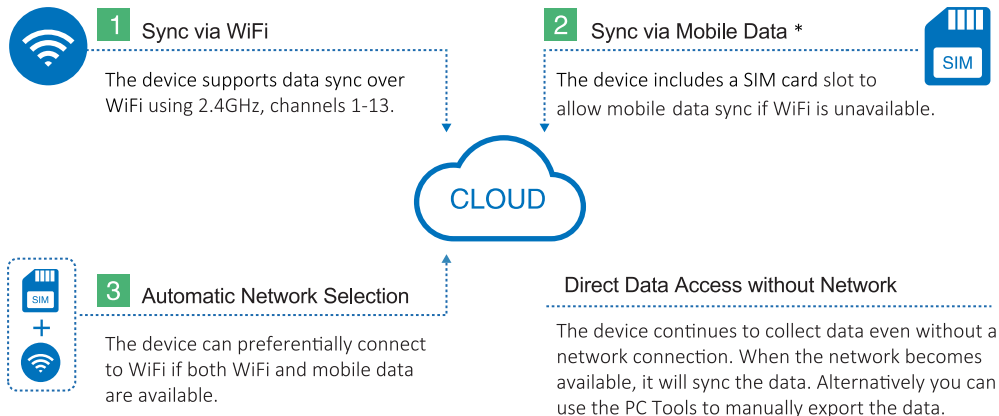 1 Sync via WiFi
The device supports data sync over
WiFi using 2.4GHz, channels 1-13.
2 Sync via Mobile Data *
SIM
The device includes a SIM card slot to
allow mobile data sync if WiFi is unavailable.
CLOUD
SIM
+
3 Automatic Network Selection
The device can preferentially connect
to WiFi if both WiFi and mobile data
are available.
Direct Data Access without Network
The device continues to collect data even without a
network connection. When the network becomes
available, it will sync the data. Alternatively you can
use the PC Tools to manually export the data.